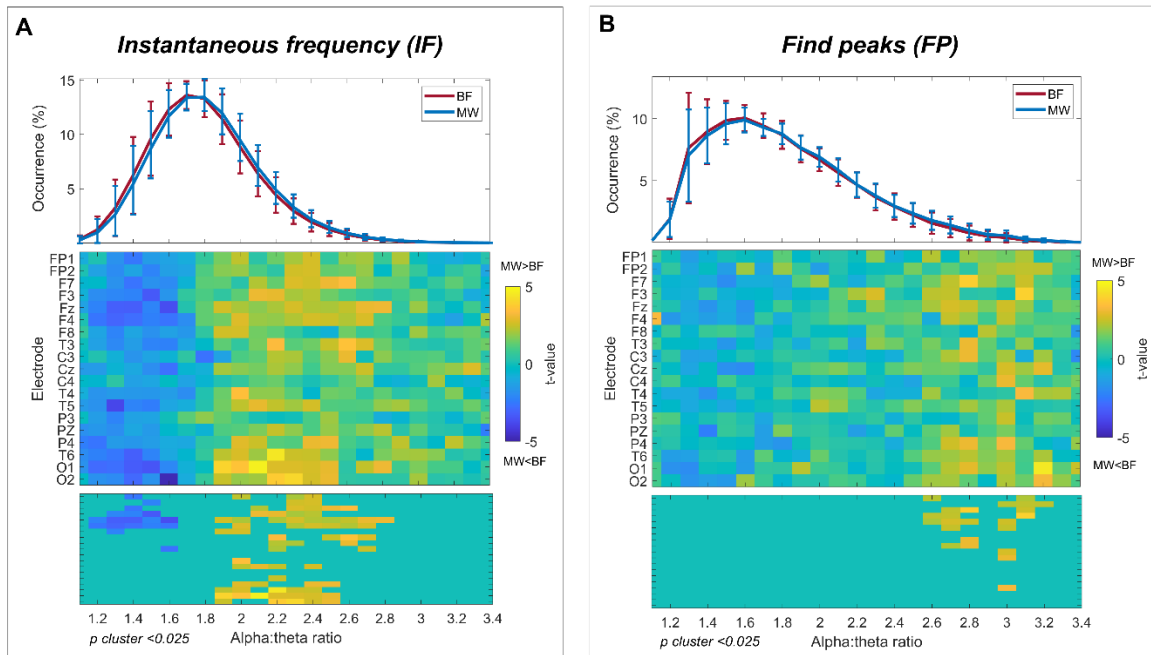 A
Instantaneous frequency (IF)
15
10
5
Occurrence (%)
BF
MW
FP1
FP2
F7
F3
Fz
F4
F8
T3
C3
Cz
C4
T4
T5
P3
PZ
P4
T6
O1
O2
Electrode
MW>BF
5
0
-5
t-value
MW<BF
1.2 1.4 1.6 1.8 2 2.2 2.4 2.6 2.8 3 3.2 3.4
p cluster <0.025
Alpha:theta ratio
B
Find peaks (FP)
10
5
Occurrence (%)
BF
MW
FP1
FP2
F7
F3
Fz
F4
F8
T3
C3
Cz
C4
T4
T5
P3
PZ
P4
T6
O1
O2
Electrode
MW>BF
5
0
-5
t-value
MW<BF
1.2 1.4 1.6 1.8 2 2.2 2.4 2.6 2.8 3 3.2 3.4
p cluster <0.025
Alpha:theta ratio